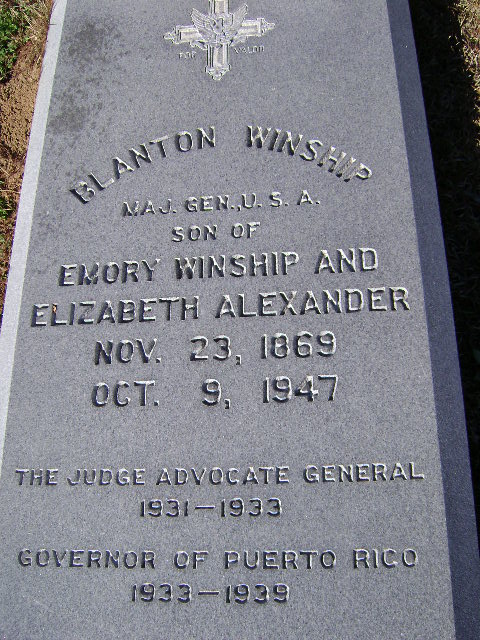 FOR VALOR
BLANTON WINSHIP
MAJ. GEN., U. S. A.
SON OF
EMORY WINSHIP AND
ELIZABETH ALEXANDER
NOV. 23, 1869
OCT. 9, 1947
THE JUDGE ADVOCATE GENERAL
1931-1933
GOVERNOR OF PUERTO RICO
1933-1939